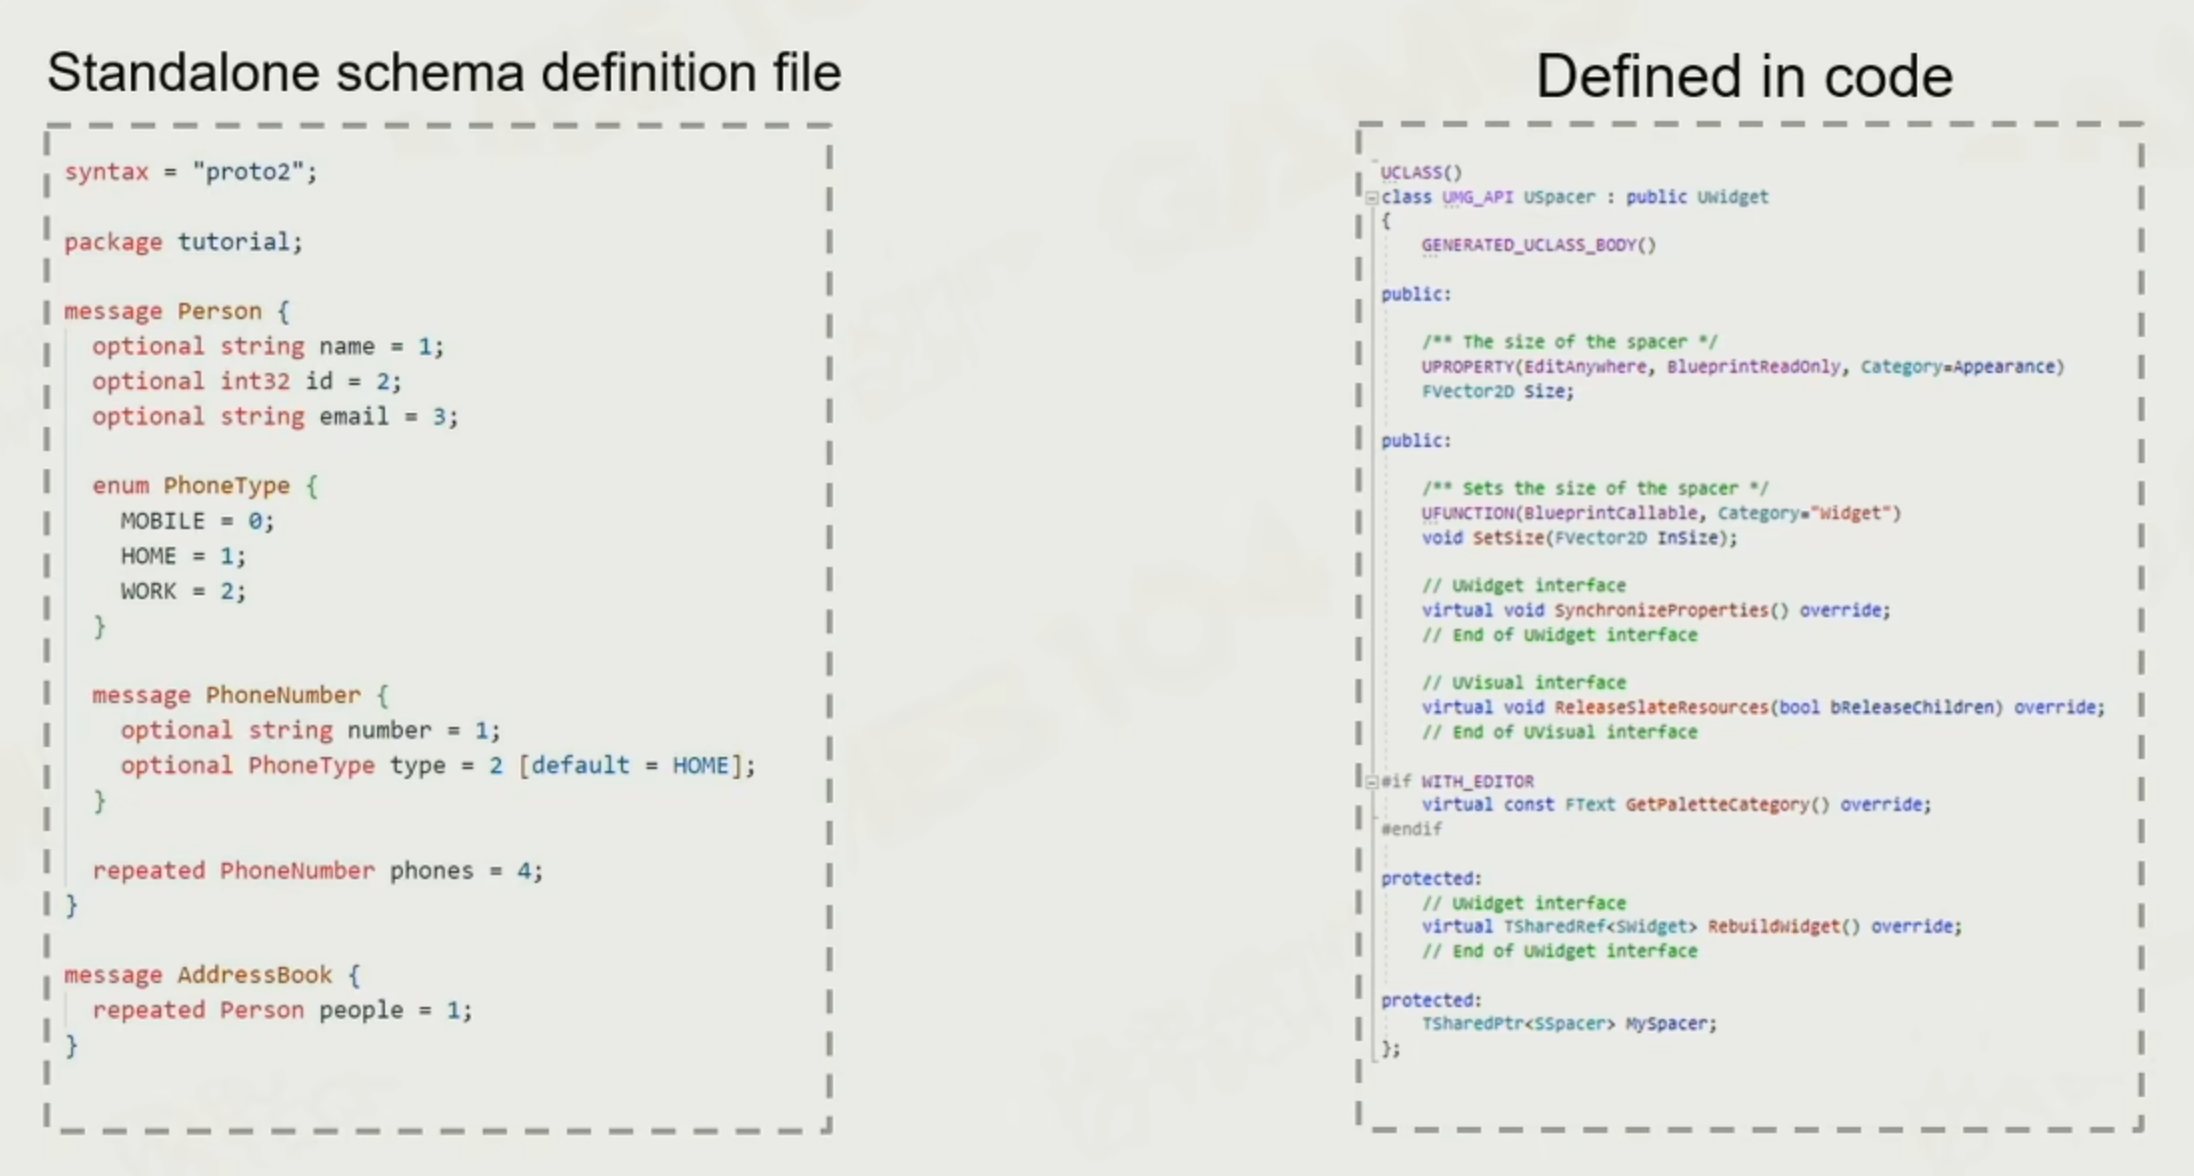 Standalone schema definition file
syntax = "proto2";
package tutorial;
message Person {
  optional string name = 1;
  optional int32 id = 2;
  optional string email = 3;
  enum PhoneType {
    MOBILE = 0;
    HOME = 1;
    WORK = 2;
  }
  message PhoneNumber {
    optional string number = 1;
    optional PhoneType type = 2 [default = HOME];
  }
  repeated PhoneNumber phones = 4;
}
message AddressBook {
  repeated Person people = 1;
}
Defined in code
UCLASS()
class UMG_API USpacer : public UWidget
{
    GENERATED_UCLASS_BODY()
public:
    /** The size of the spacer */
    UPROPERTY(EditAnywhere, BlueprintReadOnly, Category=Appearance)
    FVector2D Size;
public:
    /** Sets the size of the spacer */
    UFUNCTION(BlueprintCallable, Category="Widget")
    void SetSize(FVector2D InSize);
    // UWidget interface
    virtual void SynchronizeProperties() override;
    // End of UWidget interface
    // UVisual interface
    virtual void ReleaseSlateResources(bool bReleaseChildren) override;
    // End of UVisual interface
#if WITH_EDITOR
    virtual const FText GetPaletteCategory() override;
#endif
protected:
    // UWidget interface
    virtual TSharedRef<SWidget> RebuildWidget() override;
    // End of UWidget interface
protected:
    TSharedPtr<SSpacer> MySpacer;
};